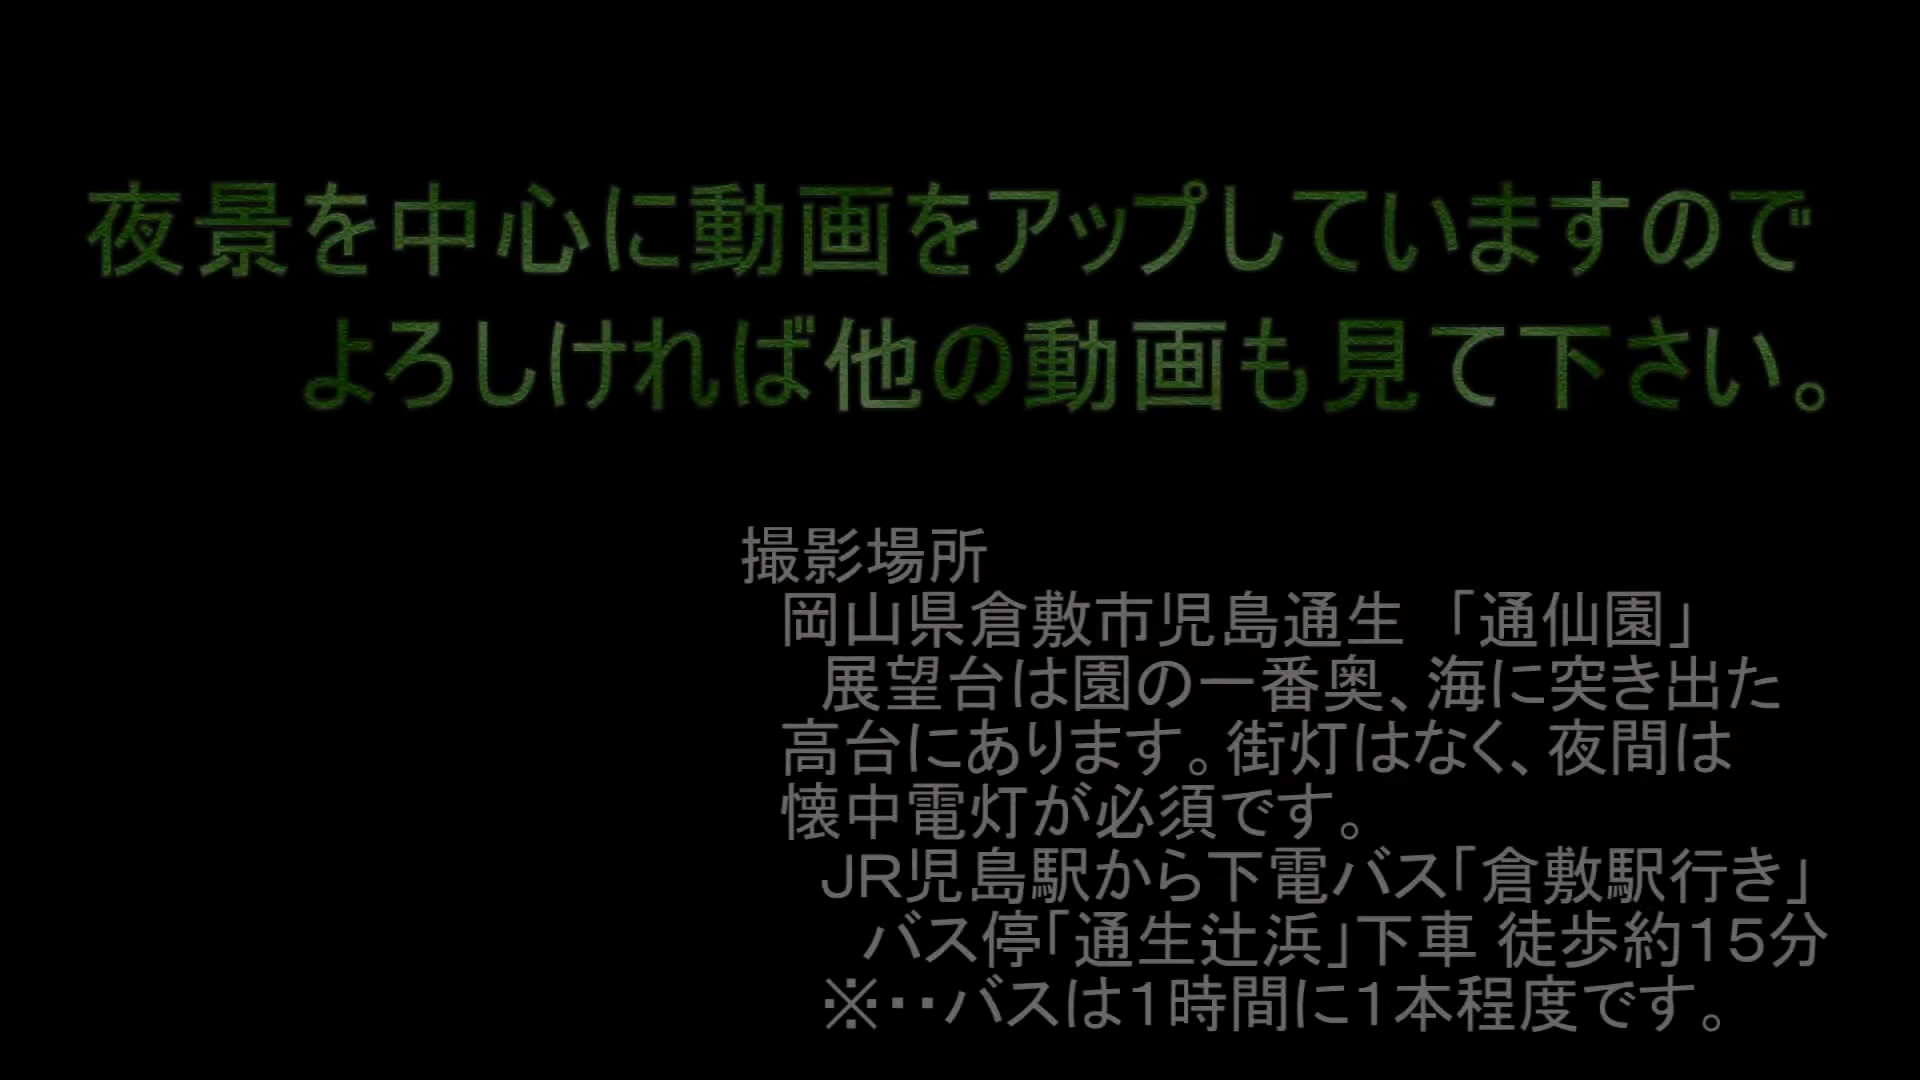 夜景を中心に動画をアップしていますので
よろしければ他の動画も見て下さい。
撮影場所
岡山県倉敷市児島通生　「通仙園」
展望台は園の一番奥、海に突き出た
高台にあります。街灯はなく、夜間は
懐中電灯が必須です。
ＪＲ児島駅から下電バス「倉敷駅行き」
バス停「通生辻浜」下車 徒歩約１５分
※・・バスは１時間に１本程度です。